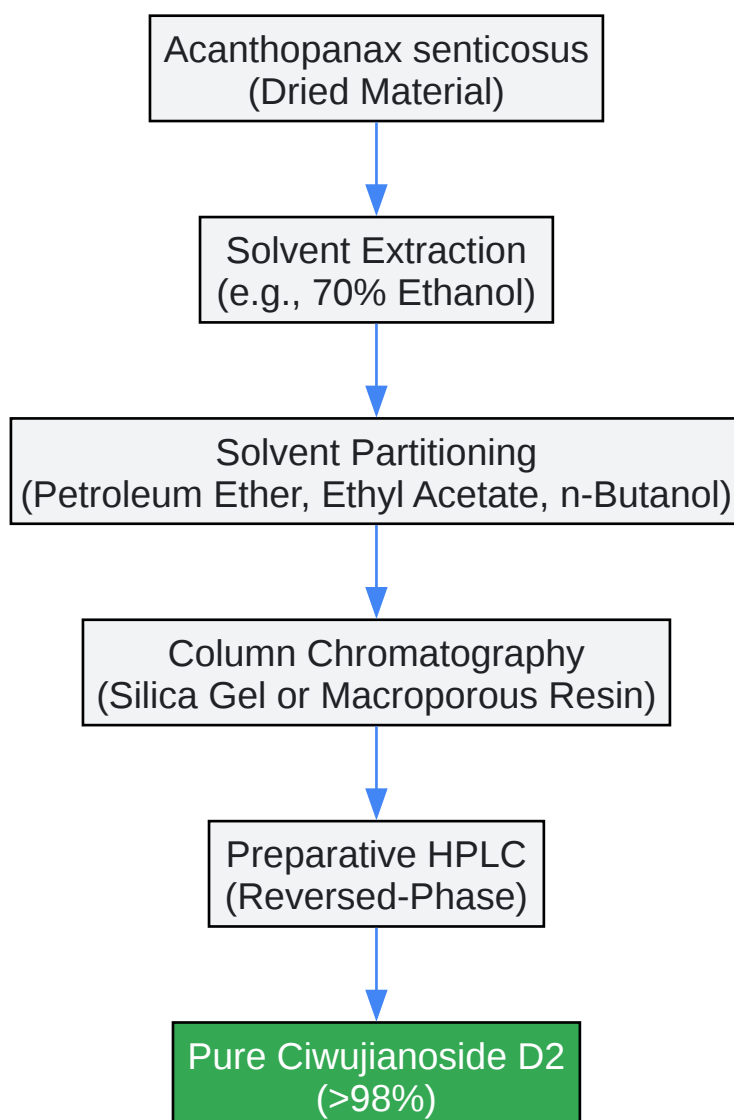 Acanthopanax senticosus
(Dried Material)
Solvent Extraction
(e.g., 70% Ethanol)
Solvent Partitioning
(Petroleum Ether, Ethyl Acetate, n-Butanol)
Column Chromatography
(Silica Gel or Macroporous Resin)
Preparative HPLC
(Reversed-Phase)
Pure Ciwujianoside D2
(>98%)